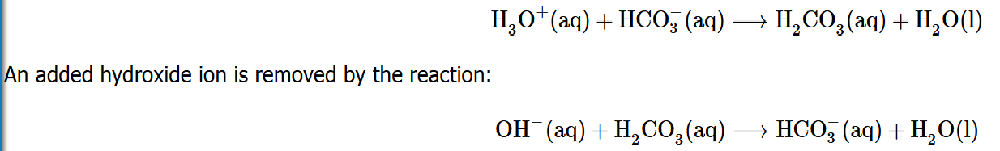 H₃O⁺(aq) + HCO₃⁻(aq) ⟶ H₂CO₃(aq) + H₂O(l)
An added hydroxide ion is removed by the reaction:
OH⁻(aq) + H₂CO₃(aq) ⟶ HCO₃⁻(aq) + H₂O(l)